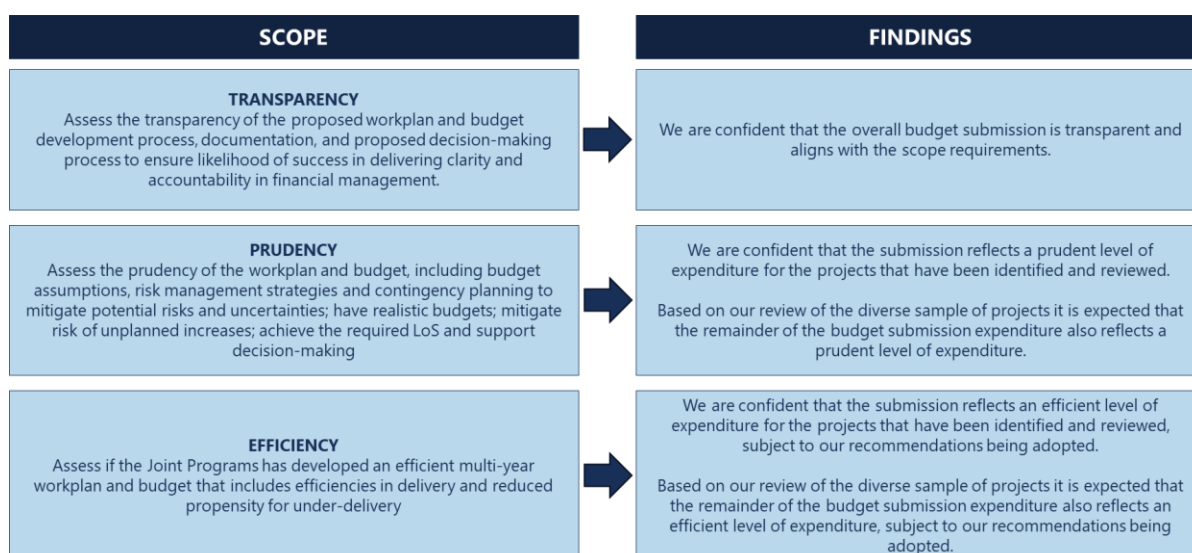 SCOPE
FINDINGS
TRANSPARENCY
Assess the transparency of the proposed workplan and budget
development process, documentation, and proposed decision-making
process to ensure likelihood of success in delivering clarity and
accountability in financial management.
We are confident that the overall budget submission is transparent and
aligns with the scope requirements.
PRUDENCY
Assess the prudency of the workplan and budget, including budget
assumptions, risk management strategies and contingency planning to
mitigate potential risks and uncertainties; have realistic budgets; mitigate
risk of unplanned increases; achieve the required LoS and support
decision-making
We are confident that the submission reflects a prudent level of
expenditure for the projects that have been identified and reviewed.
Based on our review of the diverse sample of projects it is expected that
the remainder of the budget submission expenditure also reflects a
prudent level of expenditure.
EFFICIENCY
Assess if the Joint Programs has developed an efficient multi-year
workplan and budget that includes efficiencies in delivery and reduced
propensity for under-delivery
We are confident that the submission reflects an efficient level of
expenditure for the projects that have been identified and reviewed,
subject to our recommendations being adopted.
Based on our review of the diverse sample of projects it is expected that
the remainder of the budget submission expenditure also reflects an
efficient level of expenditure, subject to our recommendations being
adopted.